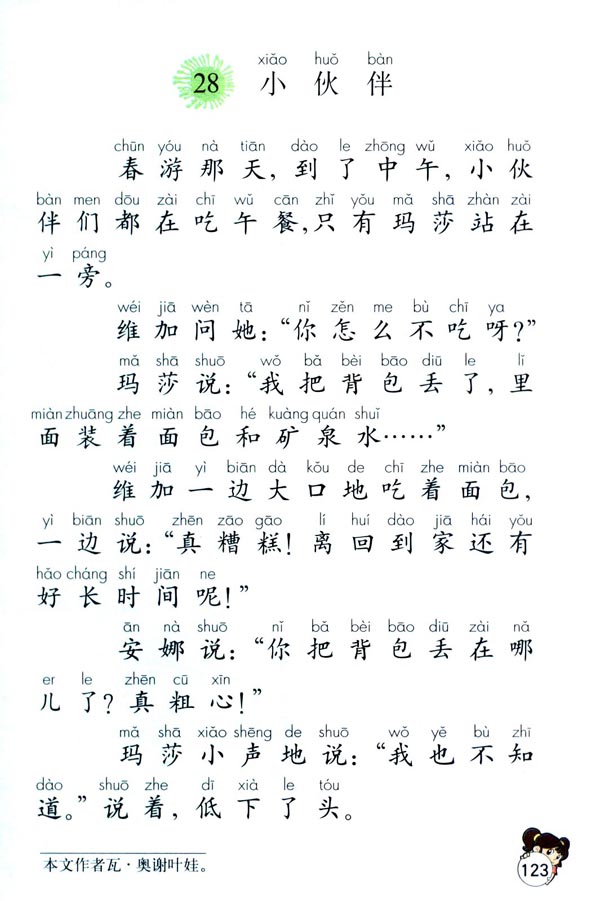 xiǎo huǒ bàn
28 小伙伴
chūn yóu nà tiān dào le zhōng wǔ xiǎo huǒ
春游那天,到了中午,小伙
bàn men dōu zài chī wǔ cān zhǐ yǒu mǎ shā zhàn zài
伴们都在吃午餐,只有玛莎站在
yì páng
一旁。
wéi jiā wèn tā nǐ zěn me bù chī ya
维加问她:“你怎么不吃呀?”
mǎ shā shuō wǒ bǎ bèi bāo diū le lǐ
玛莎说:“我把背包丢了,里
miàn zhuāng zhe miàn bāo hé kuàng quán shuǐ
面装着面包和矿泉水……”
wéi jiā yì biān dà kǒu de chī zhe miàn bāo
维加一边大口地吃着面包,
yì biān shuō zhēn zāo gāo lí huí dào jiā hái yǒu
一边说:“真糟糕!离回到家还有
hǎo cháng shí jiān ne
好长时间呢!”
ān nà shuō nǐ bǎ bèi bāo diū zài nǎ
安娜说:“你把背包丢在哪
er le zhēn cū xīn
儿了?真粗心!”
mǎ shā xiǎo shēng de shuō wǒ yě bù zhī
玛莎小声地说:“我也不知
dào shuō zhe dī xià le tóu
道。”说着,低下了头。
本文作者瓦·奥谢叶娃。
123